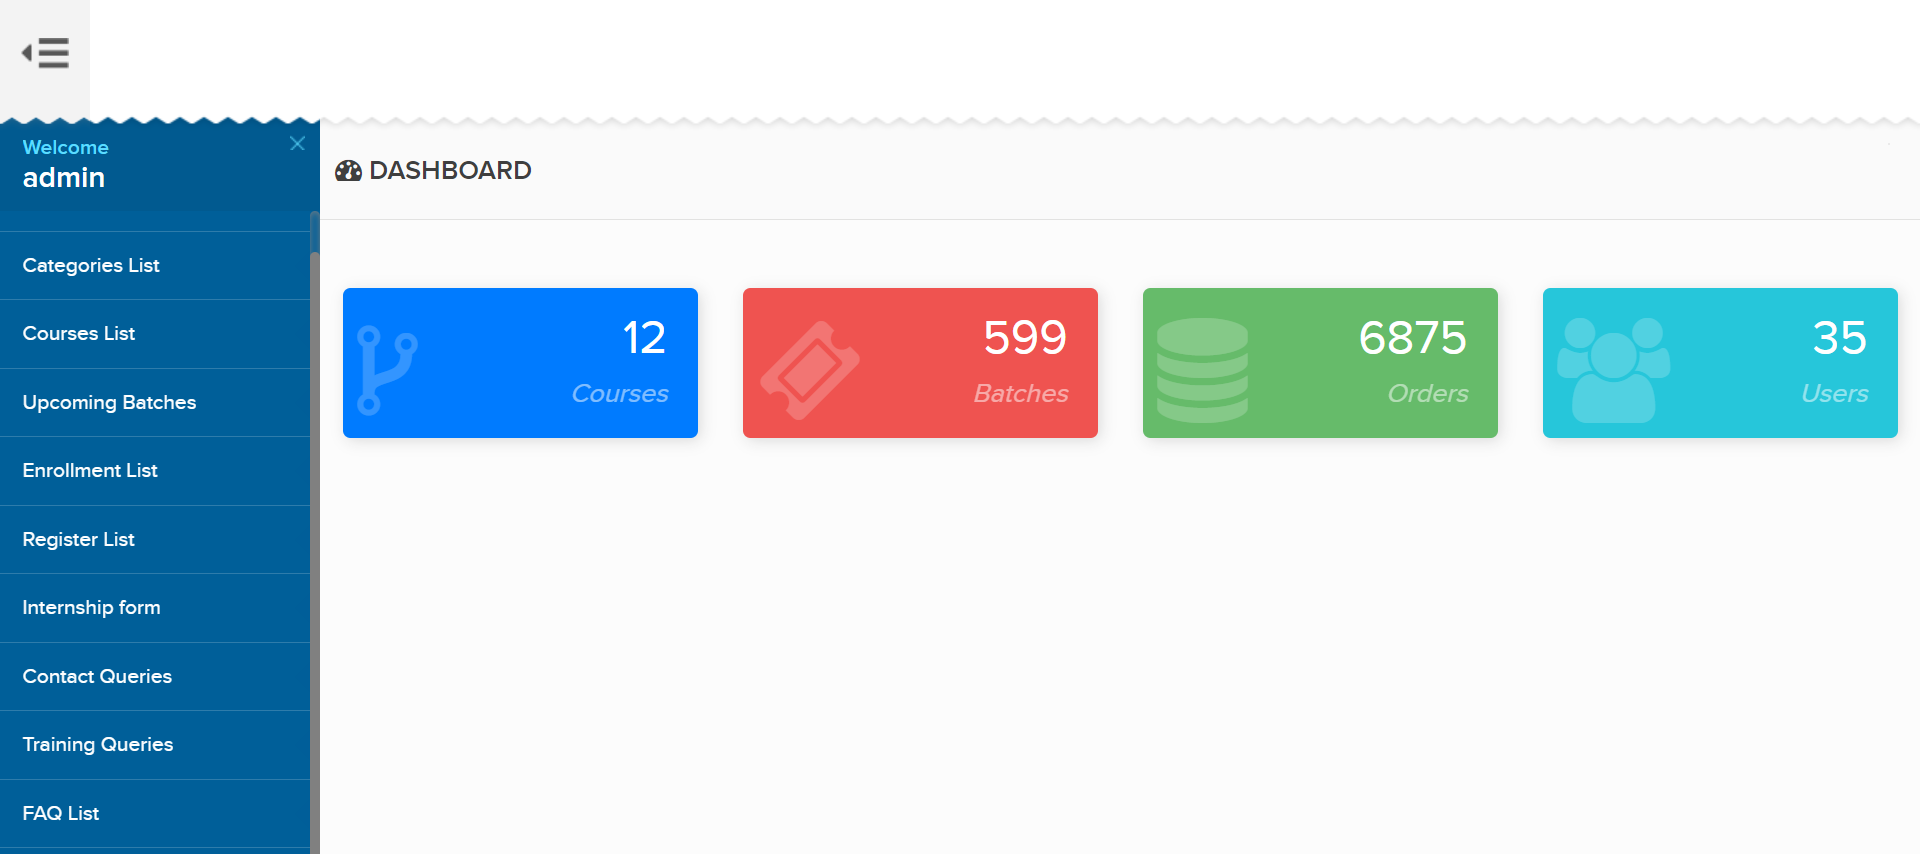 Welcome
admin
Categories List
Courses List
Upcoming Batches
Enrollment List
Register List
Internship form
Contact Queries
Training Queries
FAQ List
DASHBOARD
12
Courses
599
Batches
6875
Orders
35
Users